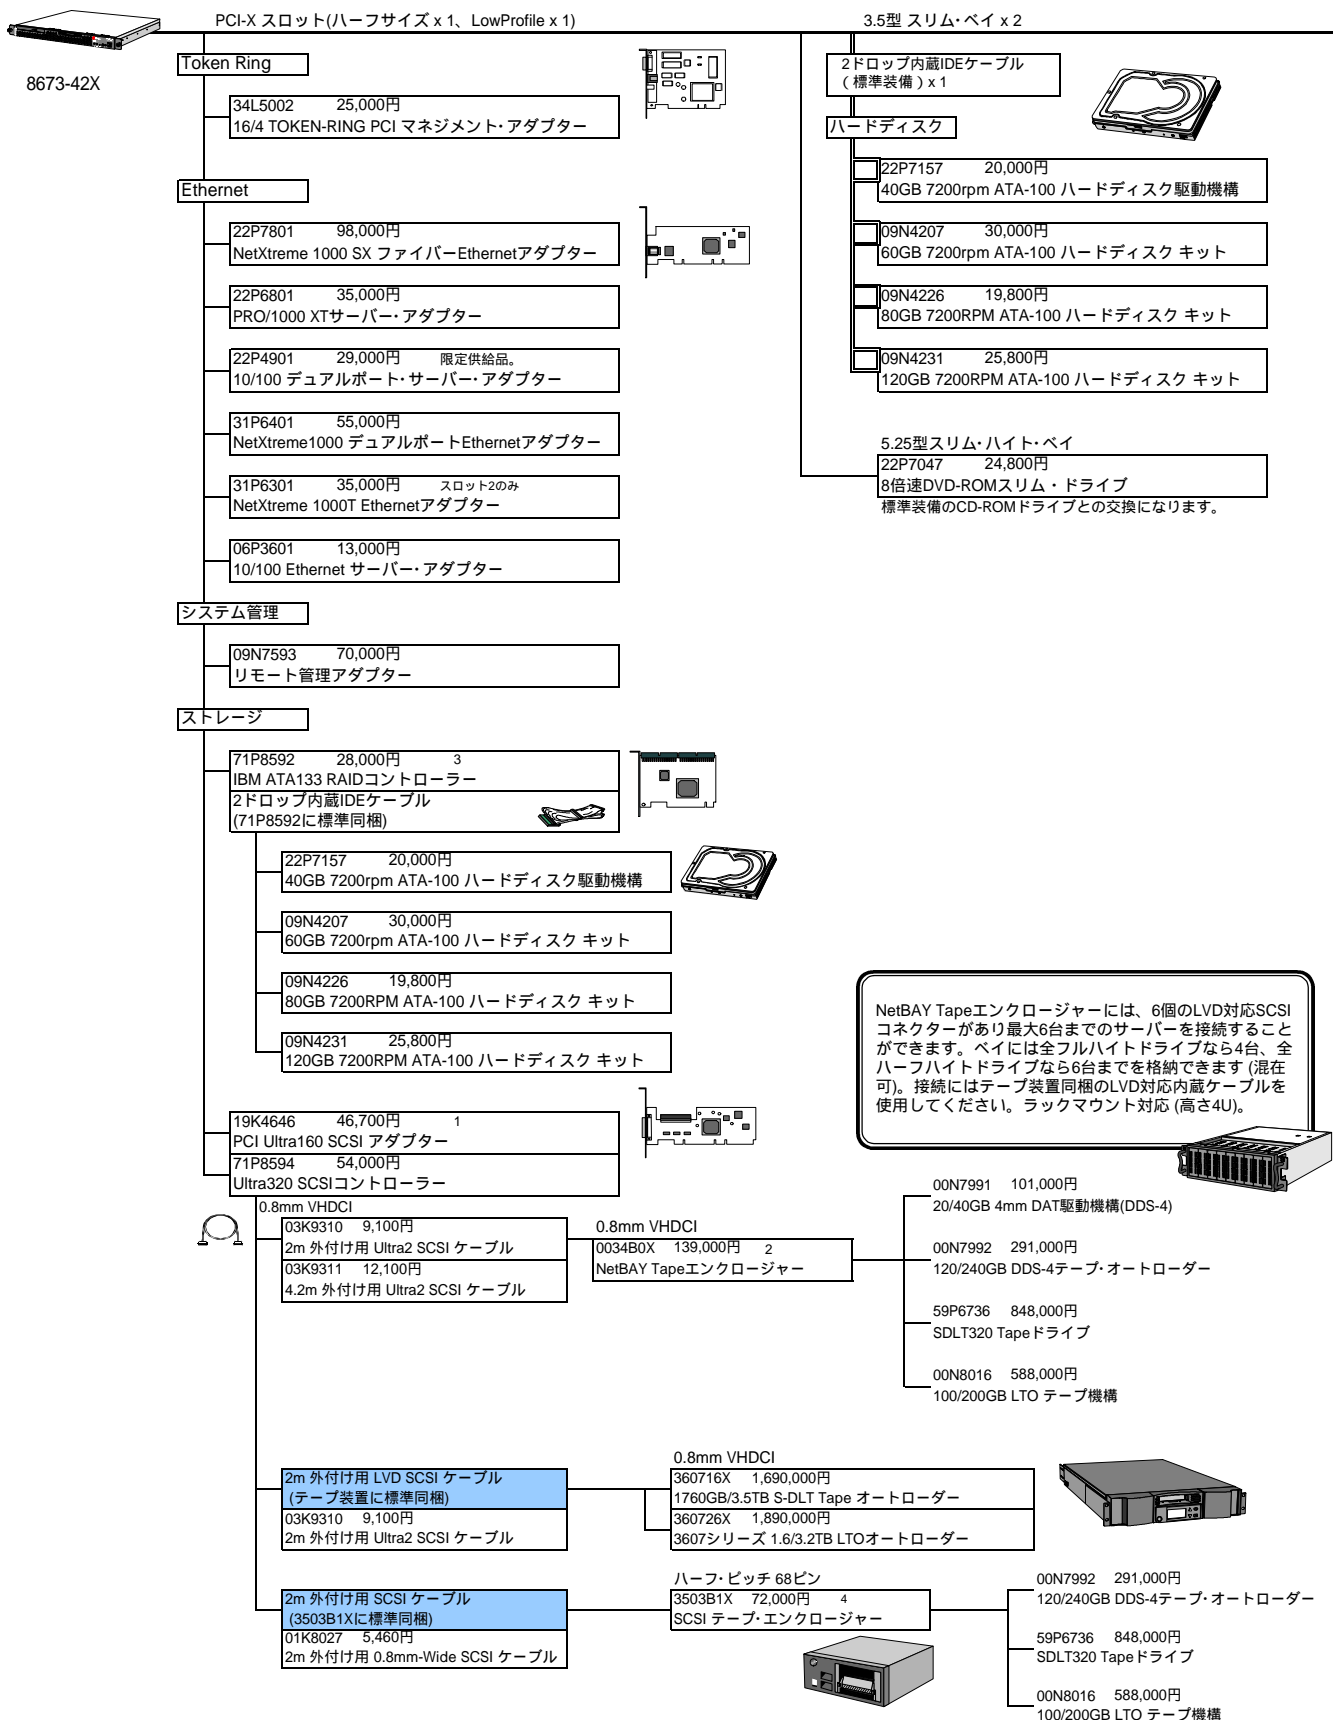 PCI-X スロット(ハーフサイズ x 1、LowProfile x 1)
3.5型 スリム・ベイ x 2
8673-42X
Token Ring
34L5002 25,000円
16/4 TOKEN-RING PCI マネジメント・アダプター
Ethernet
22P7801 98,000円
NetXtreme 1000 SX ファイバーEthernetアダプター
22P6801 35,000円
PRO/1000 XTサーバー・アダプター
22P4901 29,000円 限定供給品。
10/100 デュアルポート・サーバー・アダプター
31P6401 55,000円
NetXtreme1000 デュアルポートEthernetアダプター
31P6301 35,000円 スロット2のみ
NetXtreme 1000T Ethernetアダプター
06P3601 13,000円
10/100 Ethernet サーバー・アダプター
システム管理
09N7593 70,000円
リモート管理アダプター
ストレージ
71P8592 28,000円 3
IBM ATA133 RAIDコントローラー
2ドロップ内蔵IDEケーブル
(71P8592に標準同梱)
22P7157 20,000円
40GB 7200rpm ATA-100 ハードディスク駆動機構
09N4207 30,000円
60GB 7200rpm ATA-100 ハードディスク キット
09N4226 19,800円
80GB 7200RPM ATA-100 ハードディスク キット
09N4231 25,800円
120GB 7200RPM ATA-100 ハードディスク キット
19K4646 46,700円 1
PCI Ultra160 SCSI アダプター
71P8594 54,000円
Ultra320 SCSIコントローラー
2ドロップ内蔵IDEケーブル
(標準装備) x 1
ハードディスク
22P7157 20,000円
40GB 7200rpm ATA-100 ハードディスク駆動機構
09N4207 30,000円
60GB 7200rpm ATA-100 ハードディスク キット
09N4226 19,800円
80GB 7200RPM ATA-100 ハードディスク キット
09N4231 25,800円
120GB 7200RPM ATA-100 ハードディスク キット
5.25型スリム・ハイト・ベイ
22P7047 24,800円
8倍速DVD-ROMスリム・ドライブ
標準装備のCD-ROMドライブとの交換になります。
NetBAY Tapeエンクロージャーには、6個のLVD対応SCSI
コネクターがあり最大6台までのサーバーを接続すること
ができます。ベイには全フルハイトドライブなら4台、全
ハーフハイトドライブなら6台までを格納できます (混在
可)。接続にはテープ装置同梱のLVD対応内蔵ケーブルを
使用してください。ラックマウント対応 (高さ4U)。
0.8mm VHDCI
03K9310 9,100円
2m 外付け用 Ultra2 SCSI ケーブル
03K9311 12,100円
4.2m 外付け用 Ultra2 SCSI ケーブル
0.8mm VHDCI
0034B0X 139,000円 2
NetBAY Tapeエンクロージャー
00N7991 101,000円
20/40GB 4mm DAT駆動機構(DDS-4)
00N7992 291,000円
120/240GB DDS-4テープ・オートローダー
59P6736 848,000円
SDLT320 Tapeドライブ
00N8016 588,000円
100/200GB LTO テープ機構
2m 外付け用 LVD SCSI ケーブル
(テープ装置に標準同梱)
03K9310 9,100円
2m 外付け用 Ultra2 SCSI ケーブル
0.8mm VHDCI
360716X 1,690,000円
1760GB/3.5TB S-DLT Tape オートローダー
360726X 1,890,000円
3607シリーズ 1.6/3.2TB LTOオートローダー
2m 外付け用 SCSI ケーブル
(3503B1Xに標準同梱)
01K8027 5,460円
2m 外付け用 0.8mm-Wide SCSI ケーブル
ハーフ・ピッチ 68ピン
3503B1X 72,000円 4
SCSI テープ・エンクロージャー
00N7992 291,000円
120/240GB DDS-4テープ・オートローダー
59P6736 848,000円
SDLT320 Tapeドライブ
00N8016 588,000円
100/200GB LTO テープ機構